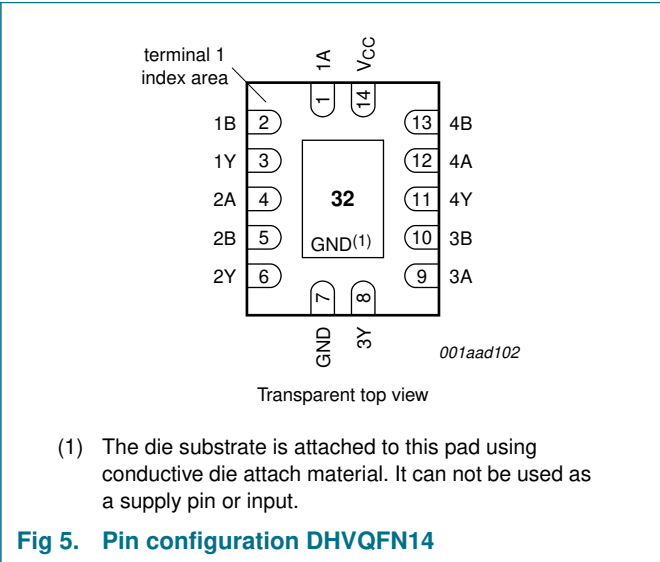 terminal 1
index area
1A
VCC
1
14
1B 2
13 4B
1Y 3
12 4A
2A 4
32
11 4Y
2B 5
GND(1)
10 3B
2Y 6
9 3A
7
8
GND
3Y
001aad102
Transparent top view
(1) The die substrate is attached to this pad using
conductive die attach material. It can not be used as
a supply pin or input.
Fig 5. Pin configuration DHVQFN14